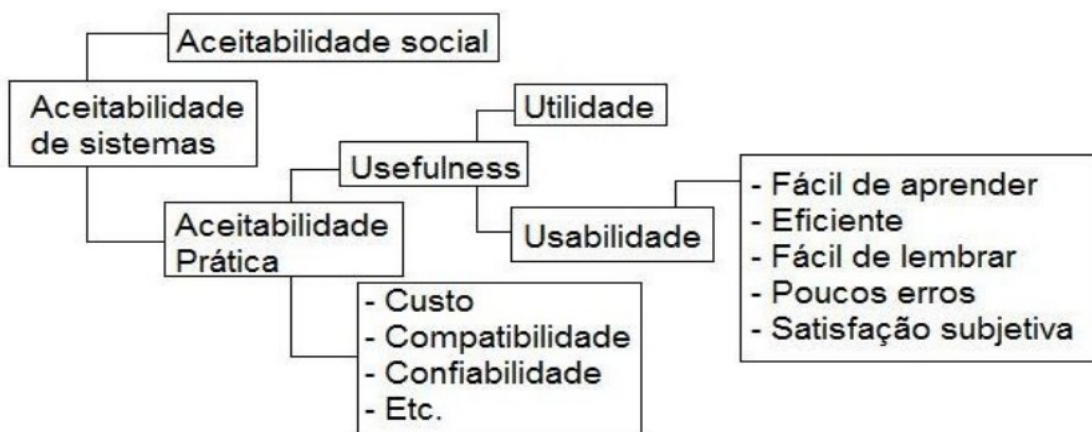 Aceitabilidade social
Aceitabilidade
de sistemas
Utilidade
Usefulness
Aceitabilidade
Prática
Usabilidade
- Fácil de aprender
- Eficiente
- Fácil de lembrar
- Poucos erros
- Satisfação subjetiva
- Custo
- Compatibilidade
- Confiabilidade
- Etc.